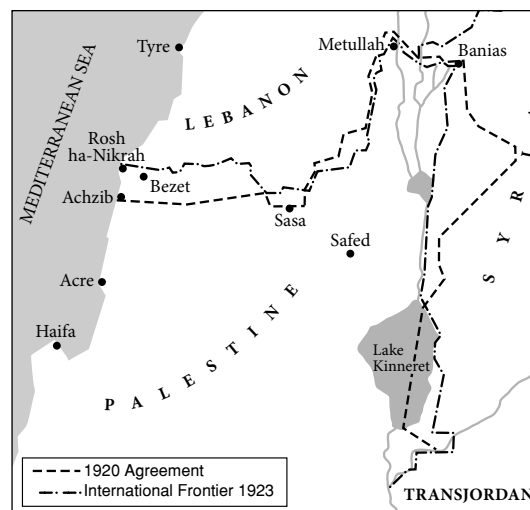 MEDITERRANEAN SEA
Tyre
LEBANON
Metullah
Banias
Rosh
ha-Nikrah
Bezet
Achzib
Sasa
Safed
SYR
Acre
Haifa
PALESTINE
Lake
Kinneret
1920 Agreement
International Frontier 1923
TRANSJORDAN